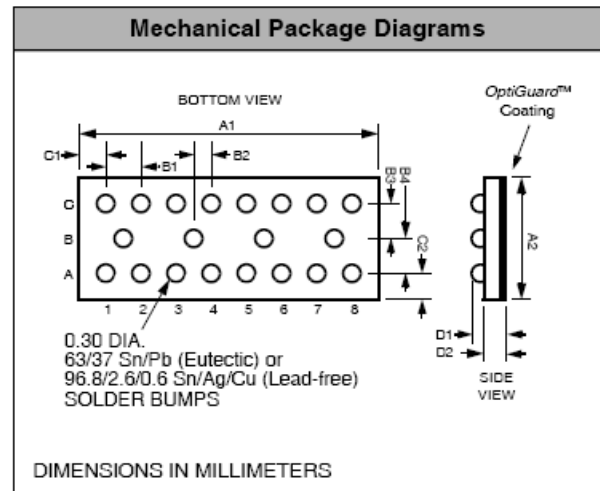 Mechanical Package Diagrams
BOTTOM VIEW
OptiGuard™
Coating
A1
C1
B1
B2
B3
B4
C
B
A
C2
A2
1 2 3 4 5 6 7 8
D1
D2
SIDE
VIEW
0.30 DIA.
63/37 Sn/Pb (Eutectic) or
96.8/2.6/0.6 Sn/Ag/Cu (Lead-free)
SOLDER BUMPS
DIMENSIONS IN MILLIMETERS